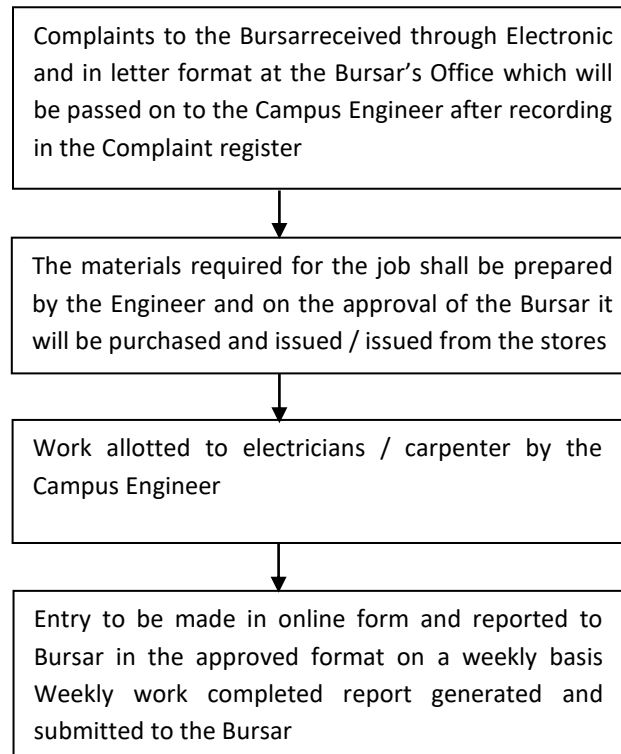 Complaints to the Bursarreceived through Electronic
and in letter format at the Bursar’s Office which will
be passed on to the Campus Engineer after recording
in the Complaint register
The materials required for the job shall be prepared
by the Engineer and on the approval of the Bursar it
will be purchased and issued / issued from the stores
Work allotted to electricians / carpenter by the
Campus Engineer
Entry to be made in online form and reported to
Bursar in the approved format on a weekly basis
Weekly work completed report generated and
submitted to the Bursar